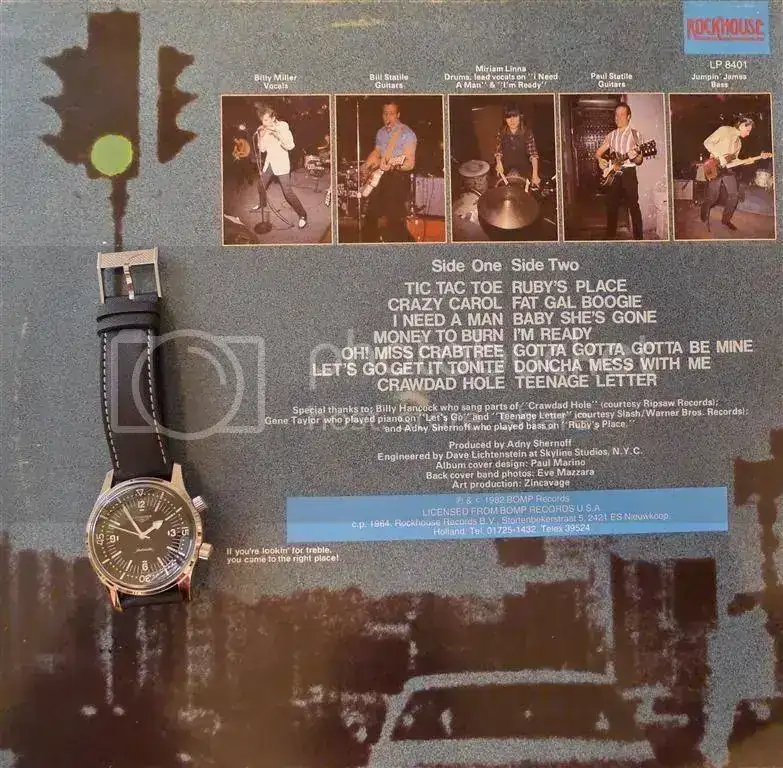 ROCKHOUSE
LP 8401
Billy Miller
Vocals
Bill Statile
Guitars
Miriam Linna
Drums, lead vocals on "I Need
A Man" & "I'm Ready"
Paul Statile
Guitars
Jumpin' James
Bass
Side One
TIC TAC TOE
CRAZY CAROL
I NEED A MAN
MONEY TO BURN
OH! MISS CRABTREE
LET'S GO GET IT TONITE
CRAWDAD HOLE
Side Two
RUBY'S PLACE
FAT GAL BOOGIE
BABY SHE'S GONE
I'M READY
GOTTA GOTTA GOTTA BE MINE
DONCHA MESS WITH ME
TEENAGE LETTER
Special thanks to: Billy Hancock who sang parts of "Crawdad Hole" (courtesy Ripsaw Records);
Gene Taylor who played piano on "Let's Go" and "Teenage Letter" (courtesy Slash/Warner Bros. Records);
and Adny Shernoff who played bass on "Ruby's Place."
Produced by Adny Shernoff
Engineered by Dave Lichtenstein at Skyline Studios, N.Y.C.
Album cover design: Paul Marino
Back cover band photos: Eve Mazzara
Art production: Zincavage
℗ & © 1982 BOMP Records
LICENSED FROM BOMP RECORDS U.S.A
c.p. 1984, Rockhouse Records B.V., Stortenbekerstraat 5, 2421 ES Nieuwkoop,
Holland, Tel. 01725-1432 Telex 39524
If you're lookin' for treble,
you came to the right place!